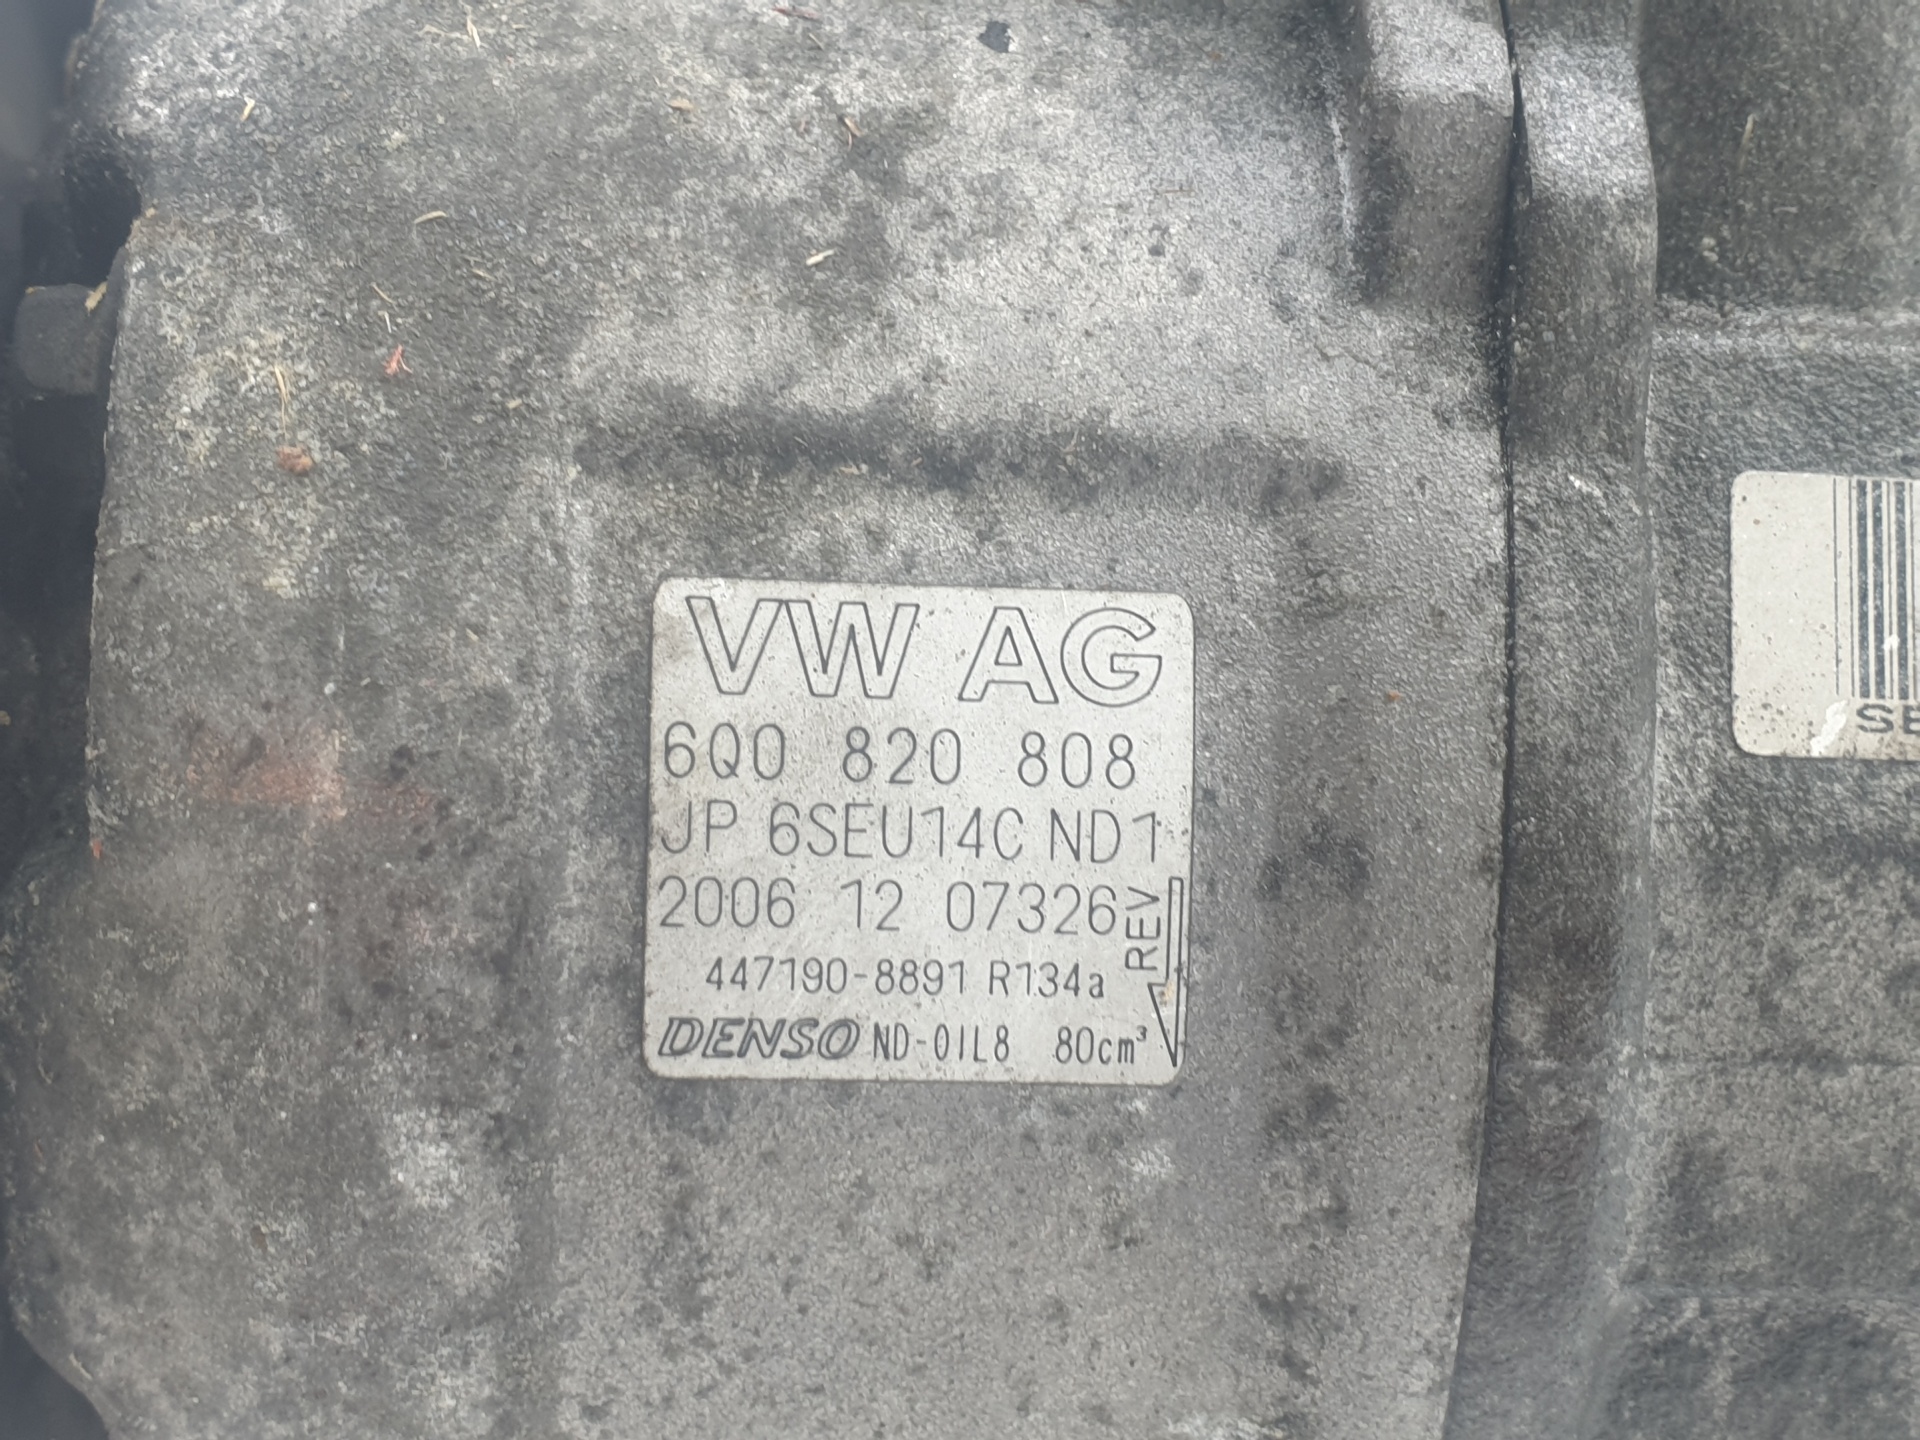 VW AG
6Q0 820 808
JP 6SEU14C ND1
2006 12 07326
REV
447190-8891 R134a
DENSO ND-OIL8 80cm³
SE